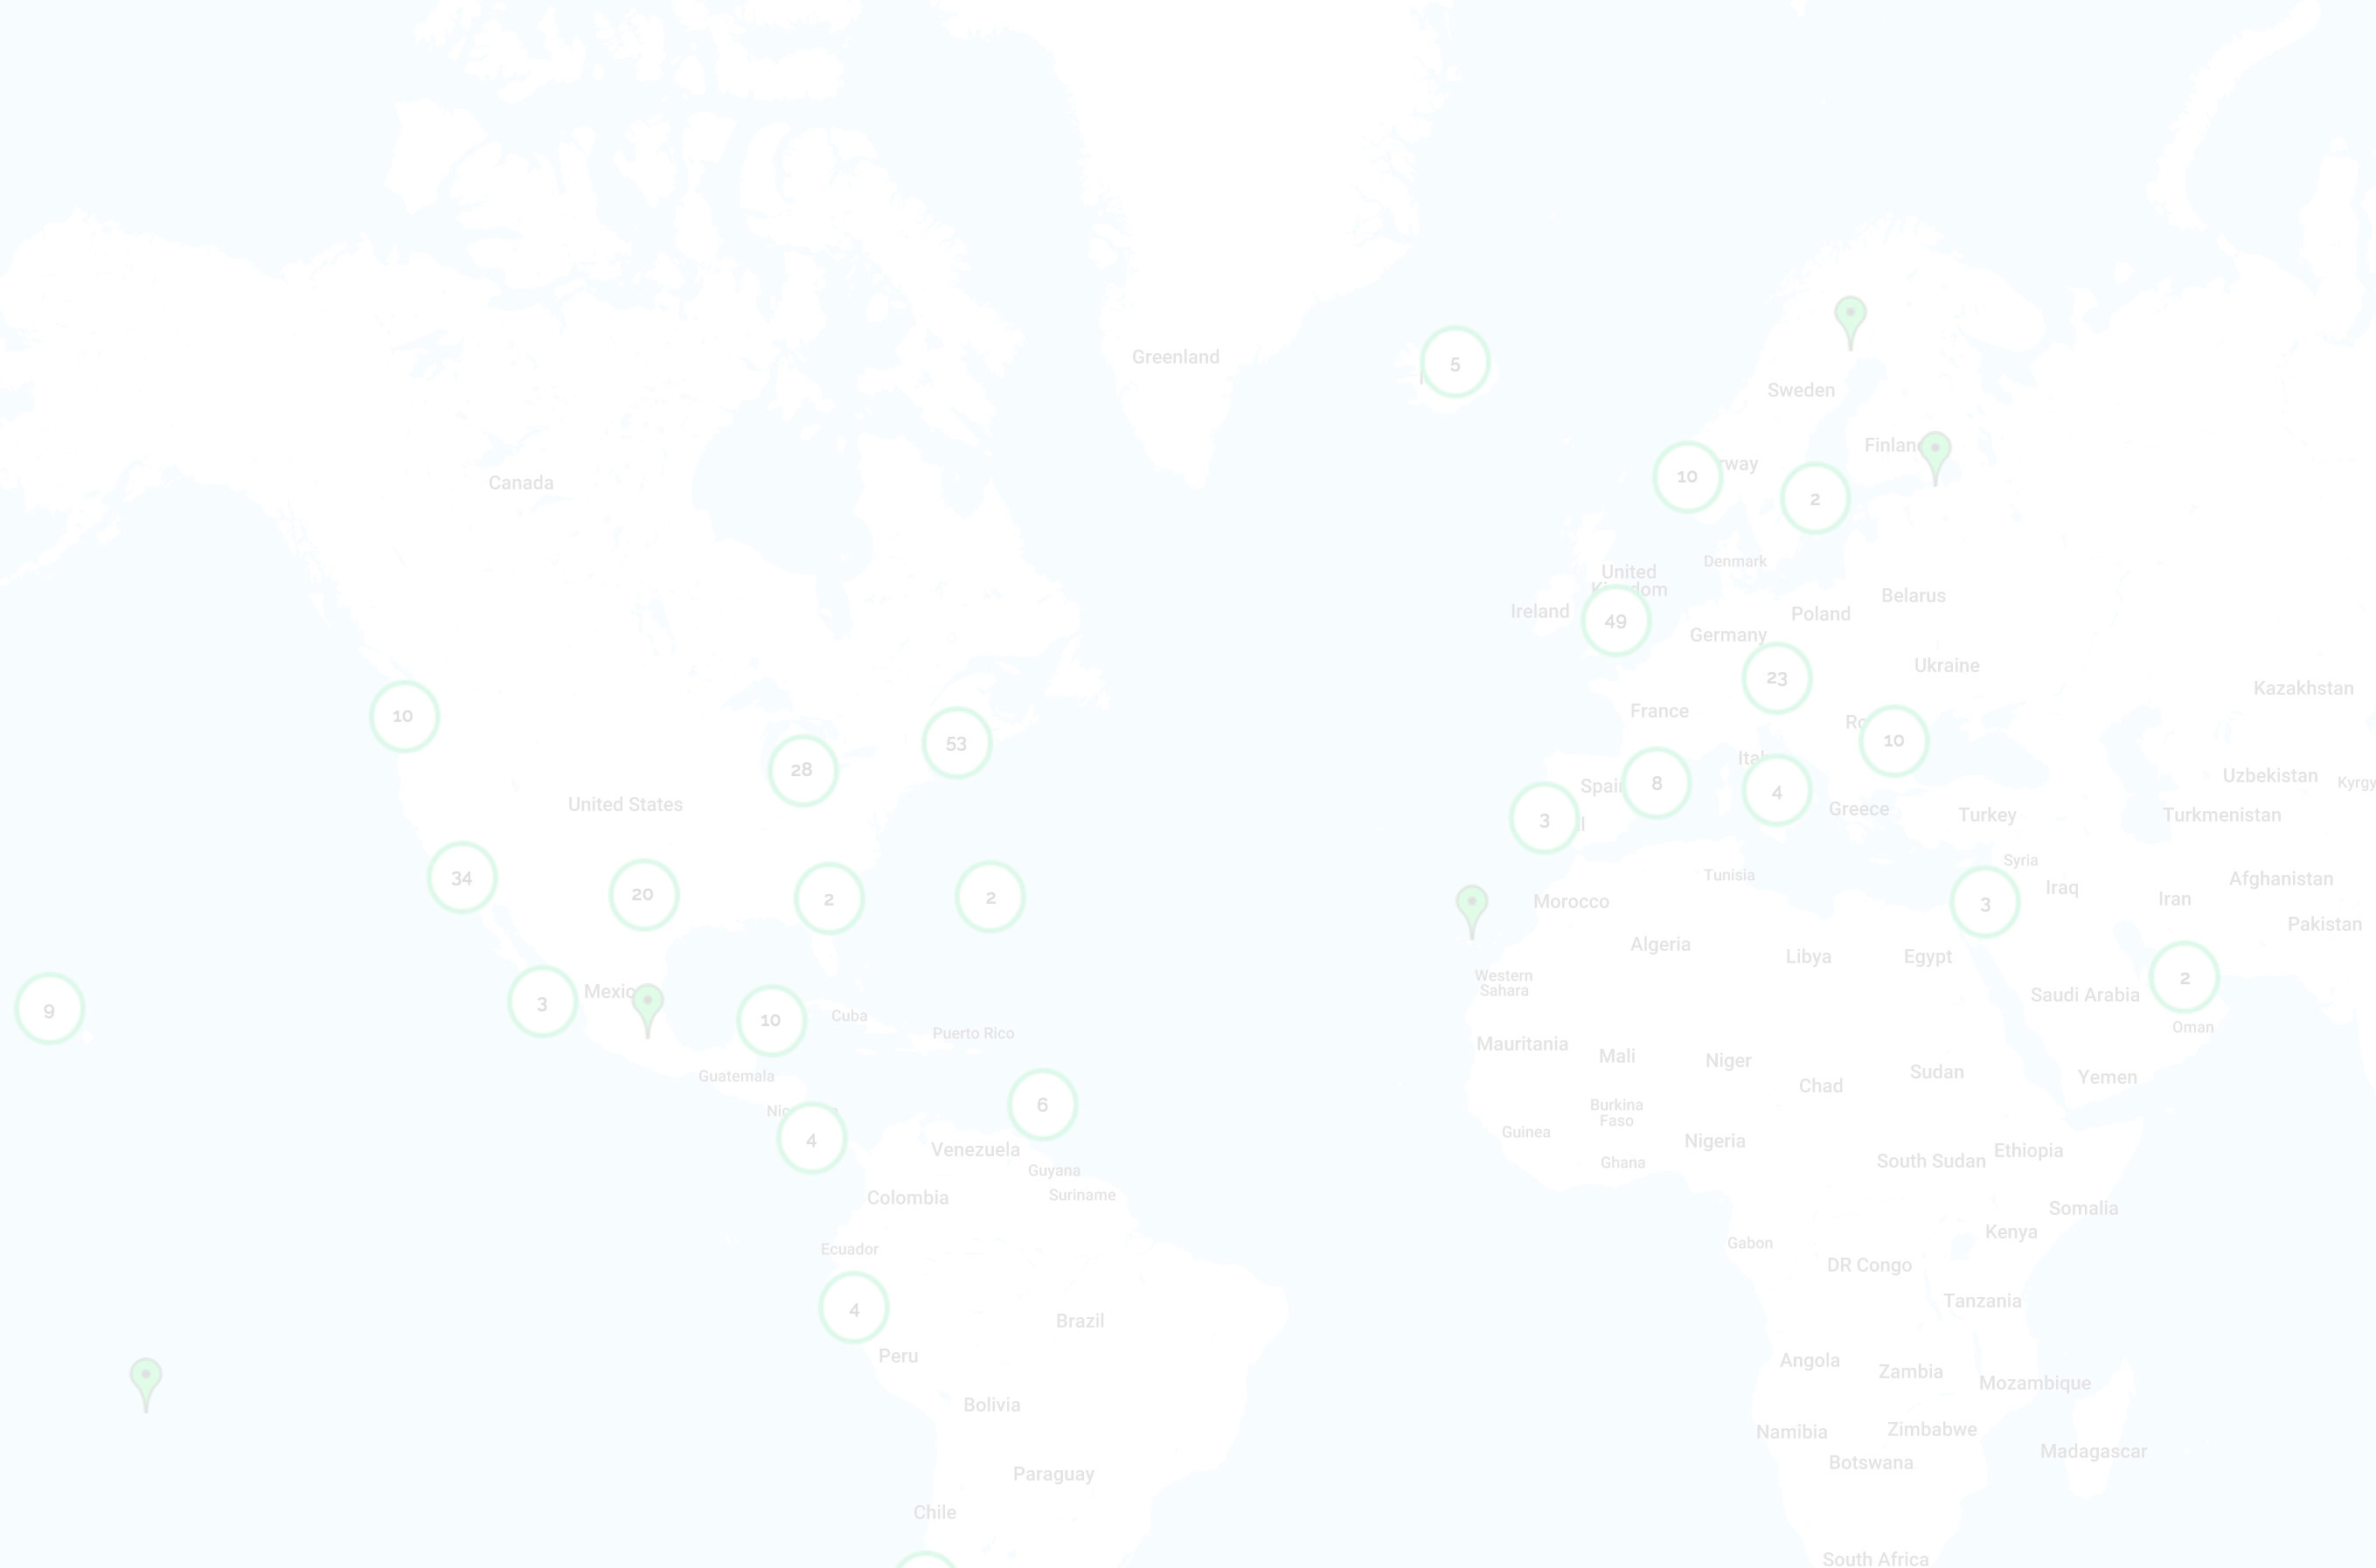 Greenland
5
Sweden
Finlan
Canada
rway
10
2
Denmark
United
Kingdom
Belarus
Ireland
Poland
49
Germany
Ukraine
23
Kazakhstan
10
France
Ro
10
53
28
Ital
Uzbekistan
Kyrgy
Spai
8
4
United States
3
l
Greece
Turkey
Turkmenistan
Syria
34
20
2
2
Tunisia
Iraq
Afghanistan
Morocco
3
Iran
Pakistan
Algeria
Libya
Egypt
Western
Sahara
2
Mexic
3
Saudi Arabia
9
10
Cuba
Oman
Puerto Rico
Mauritania
Mali
Niger
Guatemala
Chad
Sudan
Yemen
Nic
6
Burkina
Faso
Guinea
4
Venezuela
Nigeria
Ethiopia
Guyana
Ghana
South Sudan
Colombia
Suriname
Somalia
Kenya
Ecuador
Gabon
DR Congo
4
Tanzania
Brazil
Peru
Angola
Zambia
Mozambique
Bolivia
Namibia
Zimbabwe
Madagascar
Botswana
Paraguay
Chile
South Africa